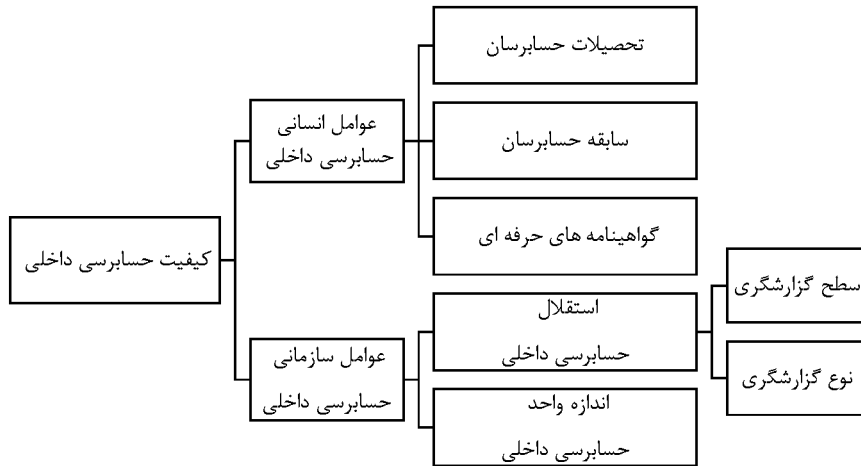 کیفیت حسابرسی داخلی
عوامل انسانی
حسابرسی داخلی
تحصیلات حسابرسان
سابقه حسابرسان
گواهینامه های حرفه ای
عوامل سازمانی
حسابرسی داخلی
استقلال
حسابرسی داخلی
سطح گزارشگری
نوع گزارشگری
اندازه واحد
حسابرسی داخلی